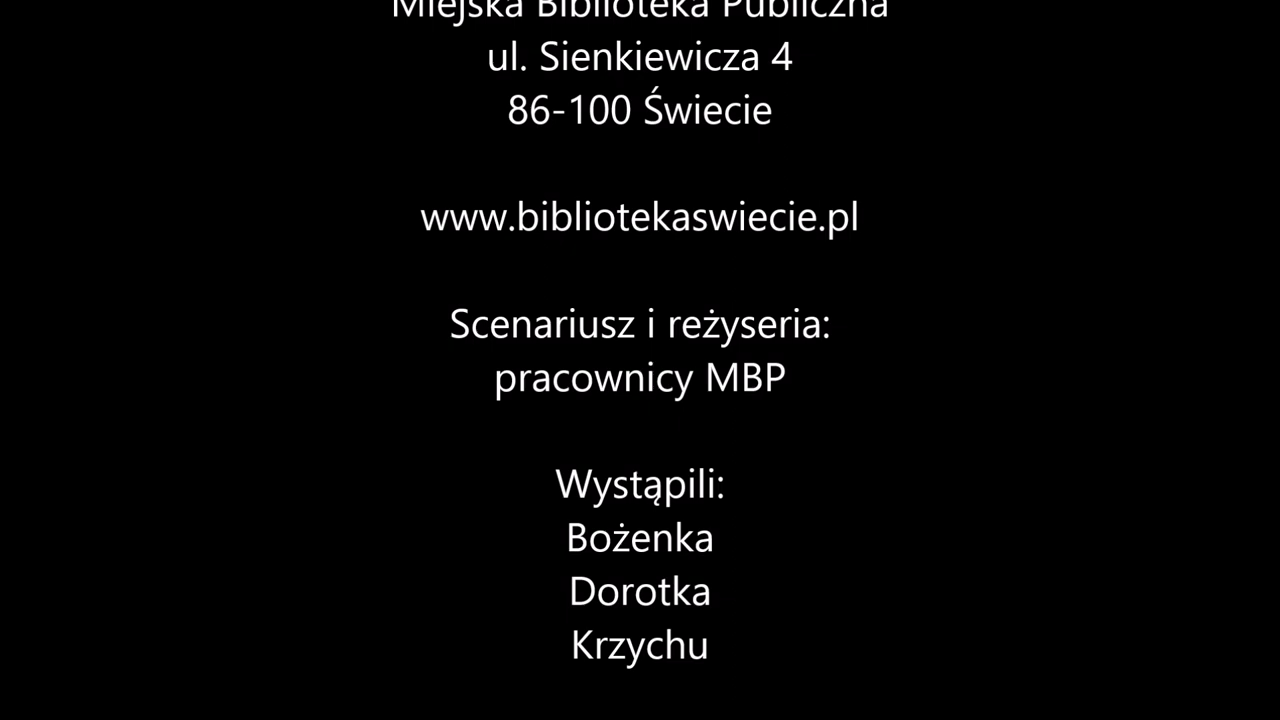 Miejska Biblioteka Publiczna
ul. Sienkiewicza 4
86-100 Świecie
www.bibliotekaswiecie.pl
Scenariusz i reżyseria:
pracownicy MBP
Wystąpili:
Bożenka
Dorotka
Krzychu